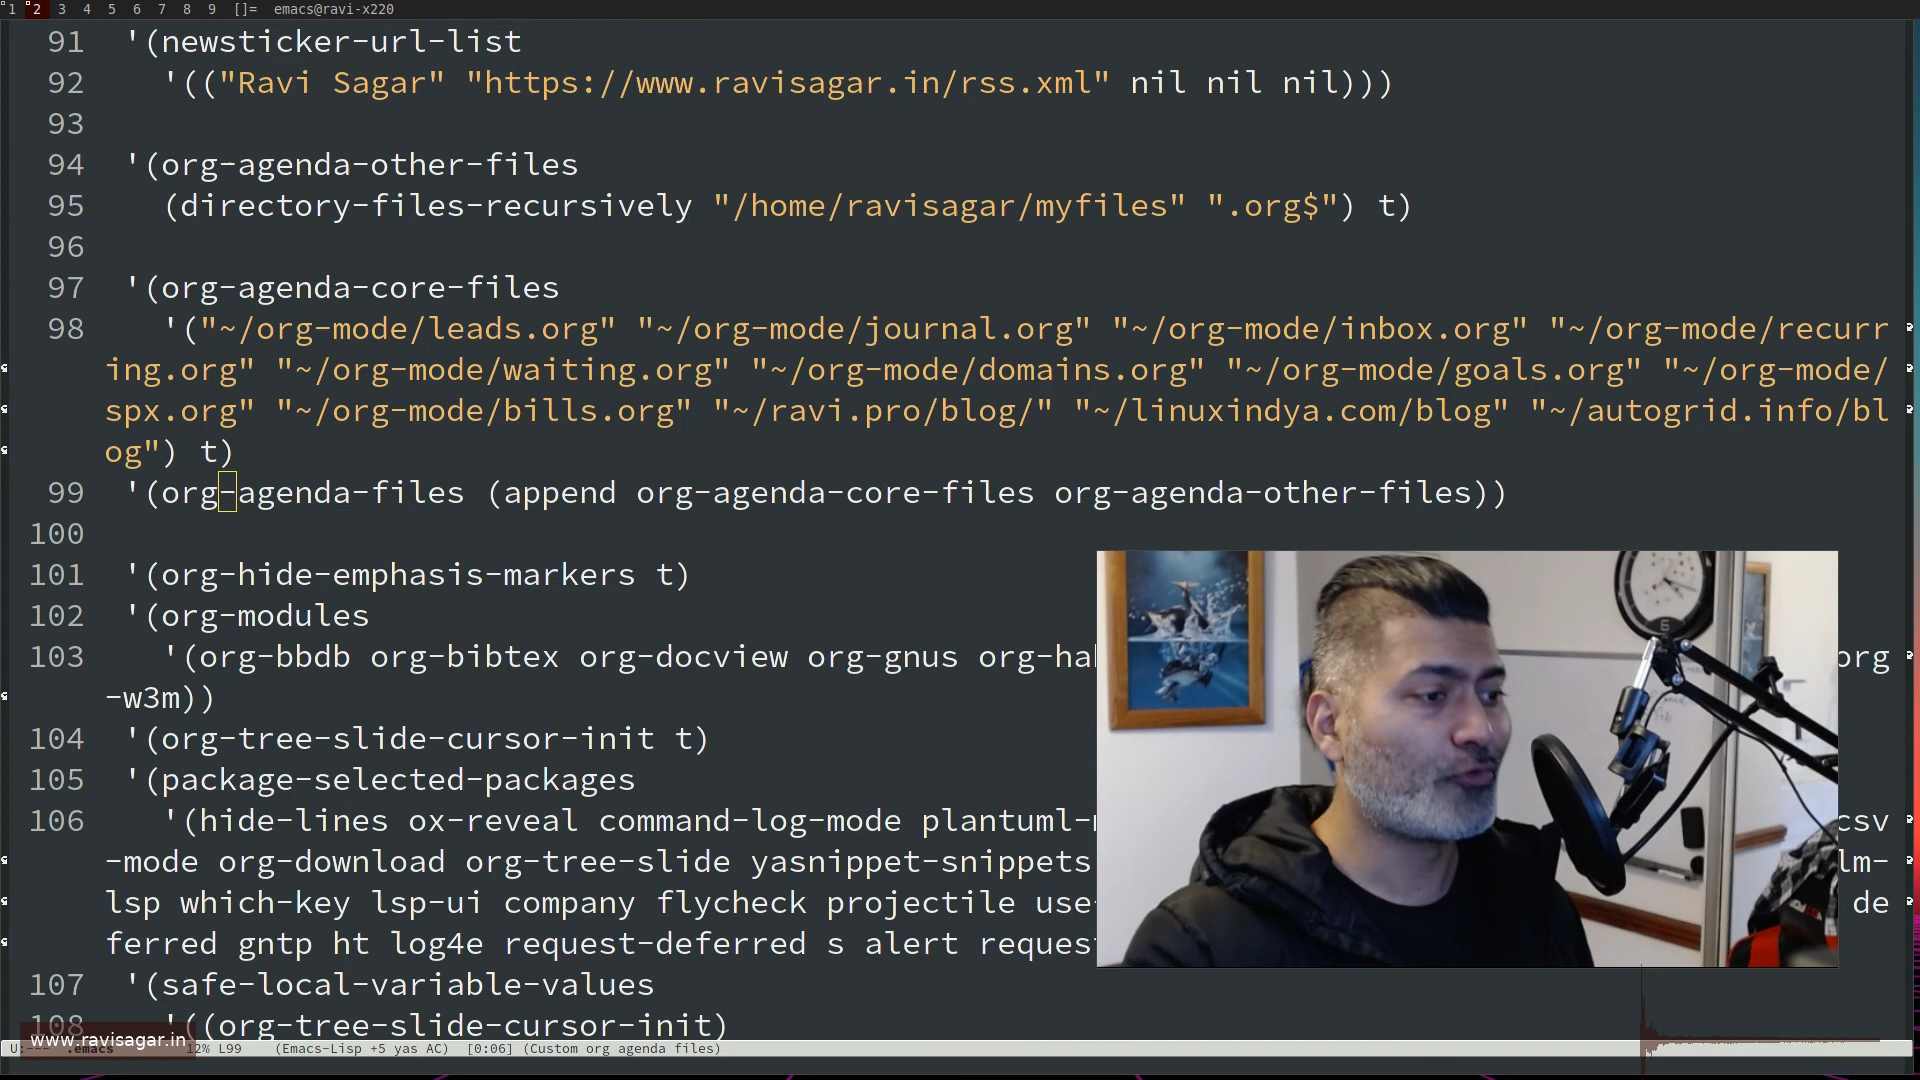 1 2 3 4 5 6 7 8 9 []= emacs@ravi-x220
91 '(newsticker-url-list
92 '(("Ravi Sagar" "https://www.ravisagar.in/rss.xml" nil nil nil)))
93
94 '(org-agenda-other-files
95 (directory-files-recursively "/home/ravisagar/myfiles" ".org$") t)
96
97 '(org-agenda-core-files
98 '("~/org-mode/leads.org" "~/org-mode/journal.org" "~/org-mode/inbox.org" "~/org-mode/recurr
ing.org" "~/org-mode/waiting.org" "~/org-mode/domains.org" "~/org-mode/goals.org" "~/org-mode/
spx.org" "~/org-mode/bills.org" "~/ravi.pro/blog/" "~/linuxindya.com/blog" "~/autogrid.info/bl
og") t)
99 '(org-agenda-files (append org-agenda-core-files org-agenda-other-files))
100
101 '(org-hide-emphasis-markers t)
102 '(org-modules
103 '(org-bbdb org-bibtex org-docview org-gnus org-hal org
-w3m))
104 '(org-tree-slide-cursor-init t)
105 '(package-selected-packages
106 '(hide-lines ox-reveal command-log-mode csv
-mode org-download org-tree-slide yasnippet-snippets lm-
lsp which-key lsp-ui company flycheck projectile use- de
ferred gntp ht log4e request-deferred s alert request
107 '(safe-local-variable-values
108 '((org-tree-slide-cursor-init)
www.ravisagar.in
U:--- .emacs 12% L99 (Emacs-Lisp +5 yas AC) [0:06] (Custom org agenda files)